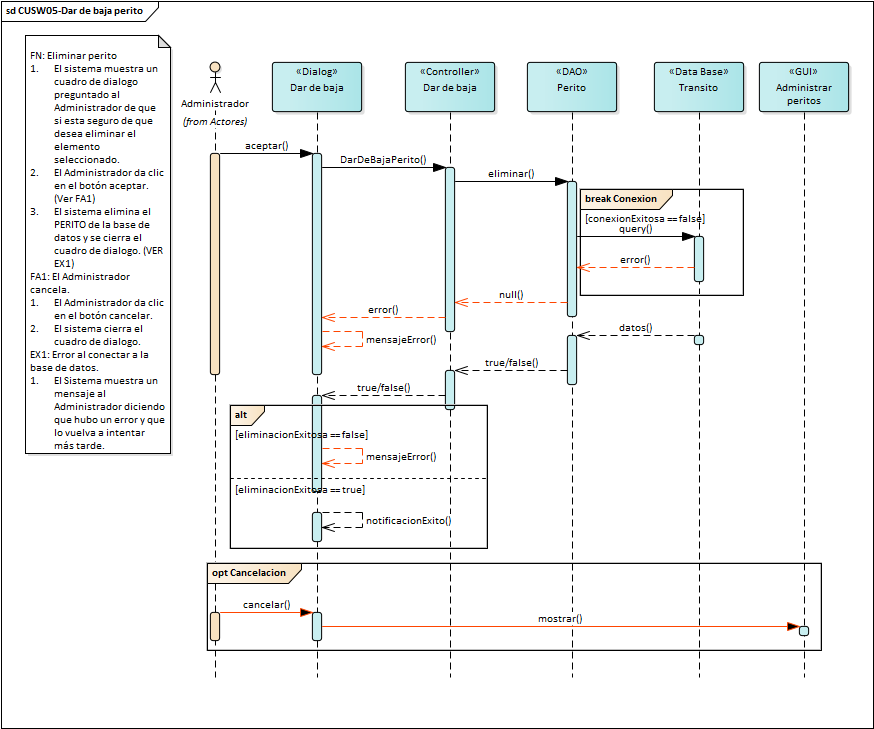 sd CUSW05-Dar de baja perito
FN: Eliminar perito
1. El sistema muestra un
cuadro de dialogo
preguntado al
Administrador de que
si esta seguro de que
desea eliminar el
elemento
seleccionado.
2. El Administrador da clic
en el botón aceptar.
(Ver FA1)
3. El sistema elimina el
PERITO de la base de
datos y se cierra el
cuadro de dialogo. (VER
EX1)
FA1: El Administrador
cancela.
1. El Administrador da clic
en el botón cancelar.
2. El sistema cierra el
cuadro de dialogo.
EX1: Error al conectar a la
base de datos.
1. El Sistema muestra un
mensaje al
Administrador diciendo
que hubo un error y que
lo vuelva a intentar
más tarde.
Administrador
(from Actores)
«Dialog»
Dar de baja
«Controller»
Dar de baja
«DAO»
Perito
«Data Base»
Transito
«GUI»
Administrar
peritos
aceptar()
DarDeBajaPerito()
eliminar()
break Conexion
[conexionExitosa ==false]
query()
error()
null()
error()
mensajeError()
datos()
true/false()
true/false()
alt
[eliminacionExitosa ==false]
mensajeError()
[eliminacionExitosa ==true]
notificacionExito()
opt Cancelacion
cancelar()
mostrar()